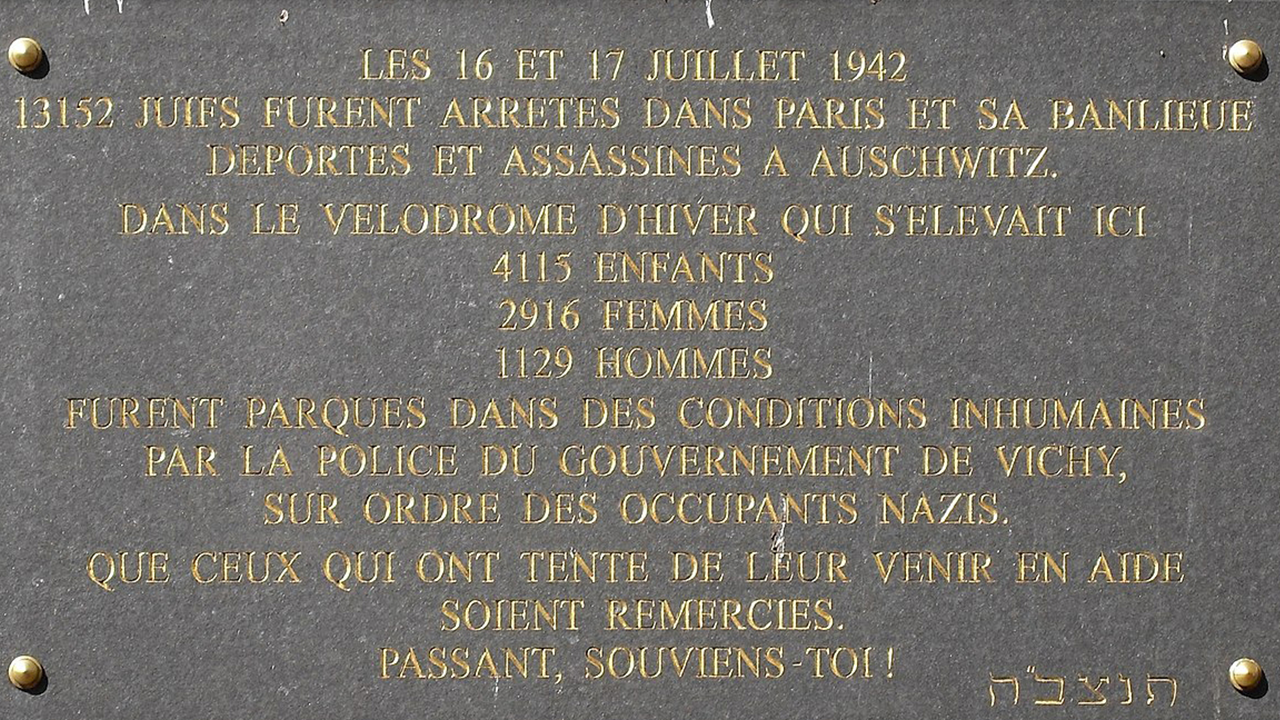 LES 16 ET 17 JUILLET 1942
13152 JUIFS FURENT ARRETES DANS PARIS ET SA BANLIEUE
DEPORTES ET ASSASSINES A AUSCHWITZ.
DANS LE VELODROME D'HIVER QUI S'ELEVAIT ICI
4115 ENFANTS
2916 FEMMES
1129 HOMMES
FURENT PARQUES DANS DES CONDITIONS INHUMAINES
PAR LA POLICE DU GOUVERNEMENT DE VICHY,
SUR ORDRE DES OCCUPANTS NAZIS.
QUE CEUX QUI ONT TENTE DE LEUR VENIR EN AIDE
SOIENT REMERCIES.
PASSANT, SOUVIENS-TOI !
תנצב"ה